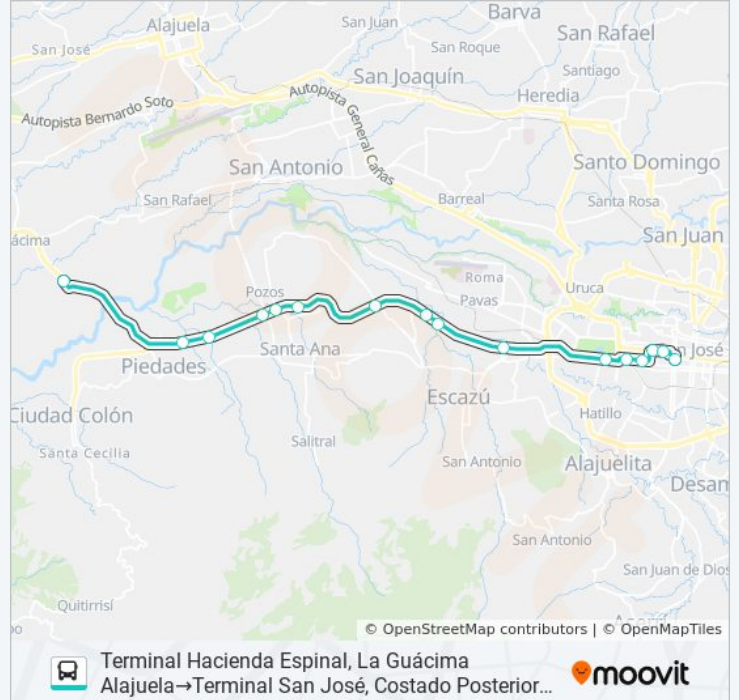 Barva
Alajuela
San Juan
San Rafael
San José
San Roque
San Joaquín
Santiago
Autopista General Cañas
Heredia
Autopista Bernardo Soto
San Antonio
Santo Domingo
San Rafael
Barreal
Santa Rosa
San Juan
ácima
Roma
Pozos
Pavas
Uruca
Santa Ana
José
Piedades
Escazú
Ciudad Colón
Hatillo
Salitral
Santa Cecilia
San Antonio
Alajuelita
Desam
San Antonio
San Juan de Dios
Quitirrisí
© OpenStreetMap contributors | © OpenMapTiles
Terminal Hacienda Espinal, La Guácima
Alajuela→Terminal San José, Costado Posterior...
moovit